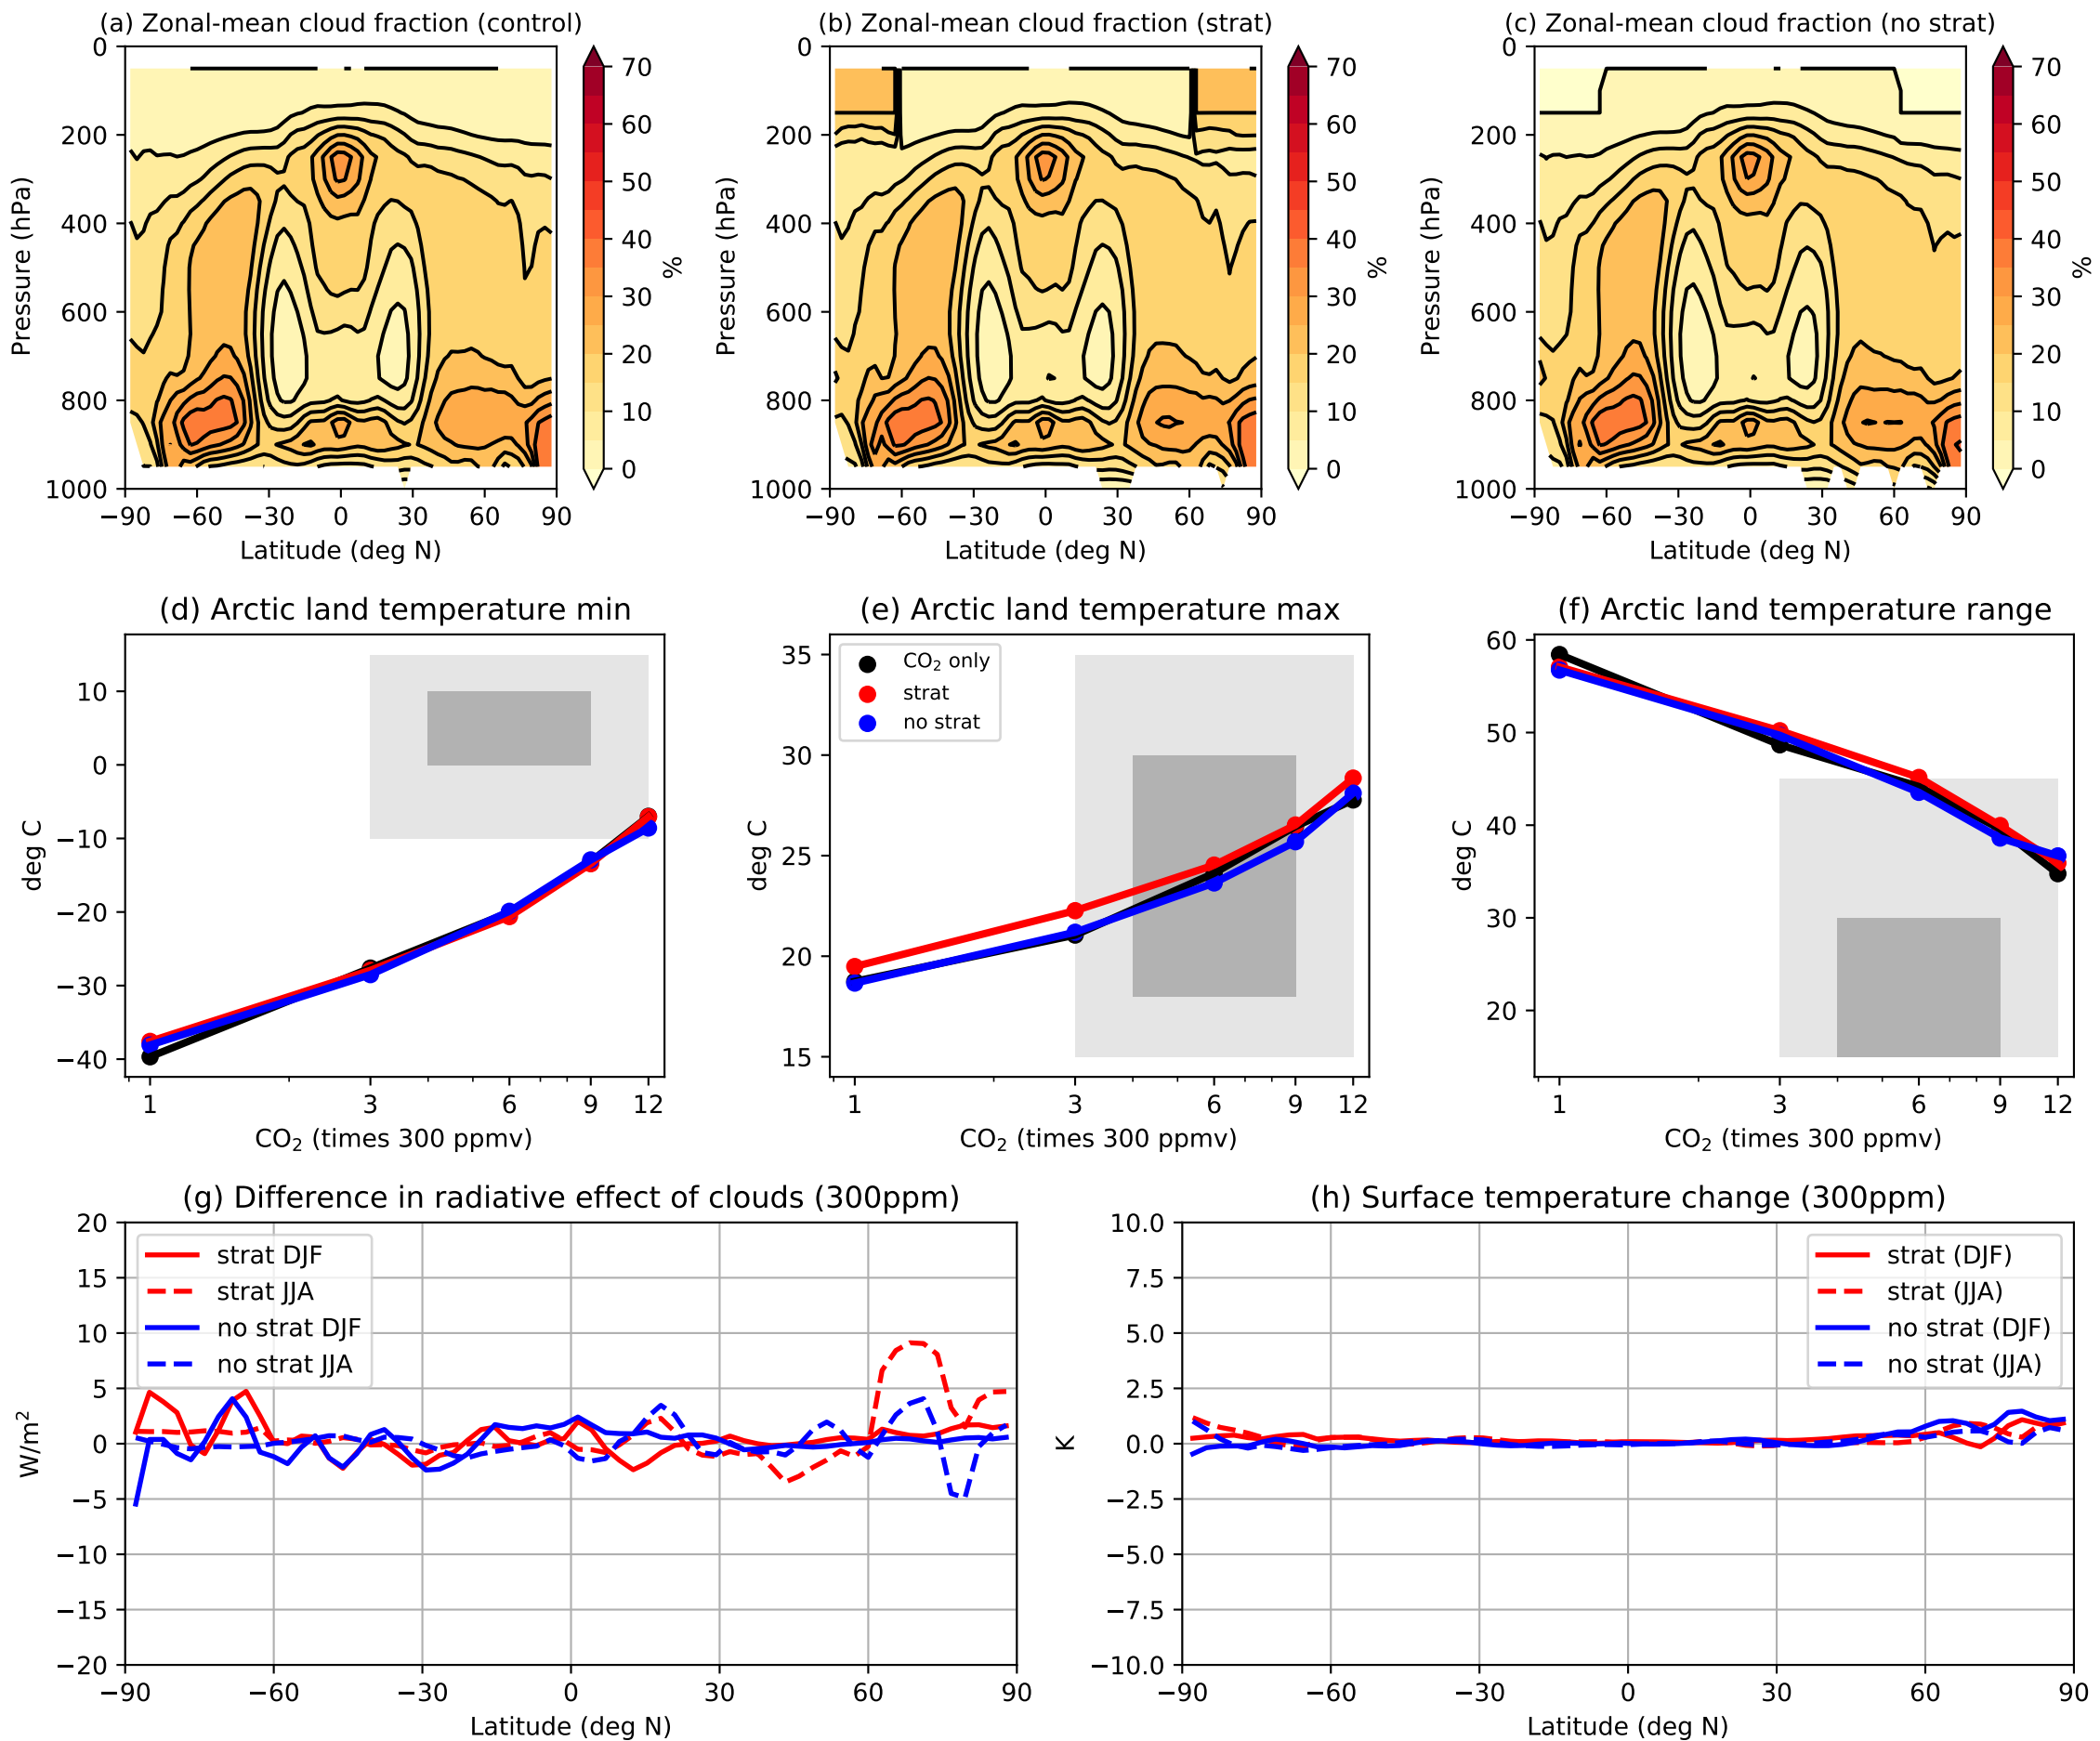 (a) Zonal-mean cloud fraction (control)
(b) Zonal-mean cloud fraction (strat)
(c) Zonal-mean cloud fraction (no strat)
0 200 400 600 800 1000
Pressure (hPa)
−90 −60 −30 0 30 60 90
Latitude (deg N)
70 60 50 40 30 20 10 0
%
0 200 400 600 800 1000
Pressure (hPa)
−90 −60 −30 0 30 60 90
Latitude (deg N)
70 60 50 40 30 20 10 0
%
0 200 400 600 800 1000
Pressure (hPa)
−90 −60 −30 0 30 60 90
Latitude (deg N)
70 60 50 40 30 20 10 0
%
(d) Arctic land temperature min
10 0 −10 −20 −30 −40
deg C
1 3 6 9 12
CO₂ (times 300 ppmv)
(e) Arctic land temperature max
35 30 25 20 15
deg C
CO₂ only
strat
no strat
1 3 6 9 12
CO₂ (times 300 ppmv)
(f) Arctic land temperature range
60 50 40 30 20
deg C
1 3 6 9 12
CO₂ (times 300 ppmv)
(g) Difference in radiative effect of clouds (300ppm)
20 15 10 5 0 −5 −10 −15 −20
W/m²
strat DJF
strat JJA
no strat DJF
no strat JJA
−90 −60 −30 0 30 60 90
Latitude (deg N)
(h) Surface temperature change (300ppm)
10.0 7.5 5.0 2.5 0.0 −2.5 −5.0 −7.5 −10.0
K
strat (DJF)
strat (JJA)
no strat (DJF)
no strat (JJA)
−90 −60 −30 0 30 60 90
Latitude (deg N)